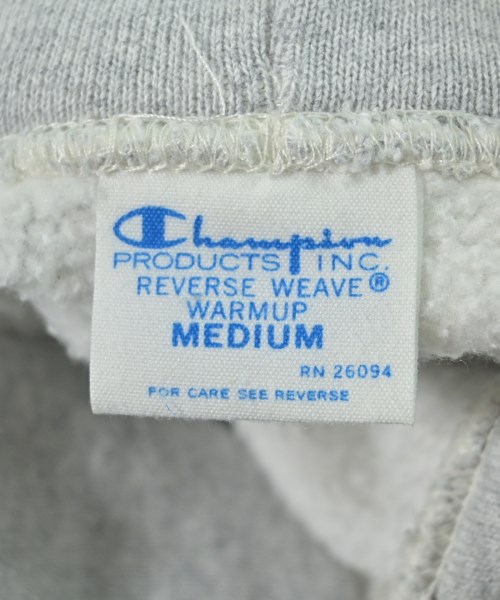 Champion
PRODUCTS INC.
REVERSE WEAVE®
WARMUP
MEDIUM
RN 26094
FOR CARE SEE REVERSE